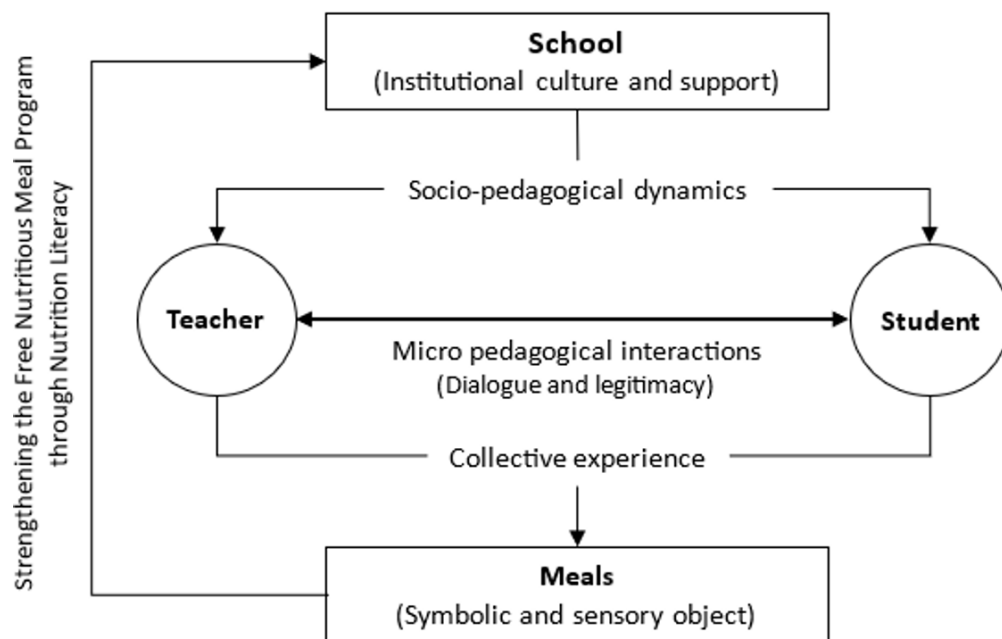 School
(Institutional culture and support)
Strengthening the Free Nutritious Meal Program
through Nutrition Literacy
Socio-pedagogical dynamics
Teacher
Student
Micro pedagogical interactions
(Dialogue and legitimacy)
Collective experience
Meals
(Symbolic and sensory object)